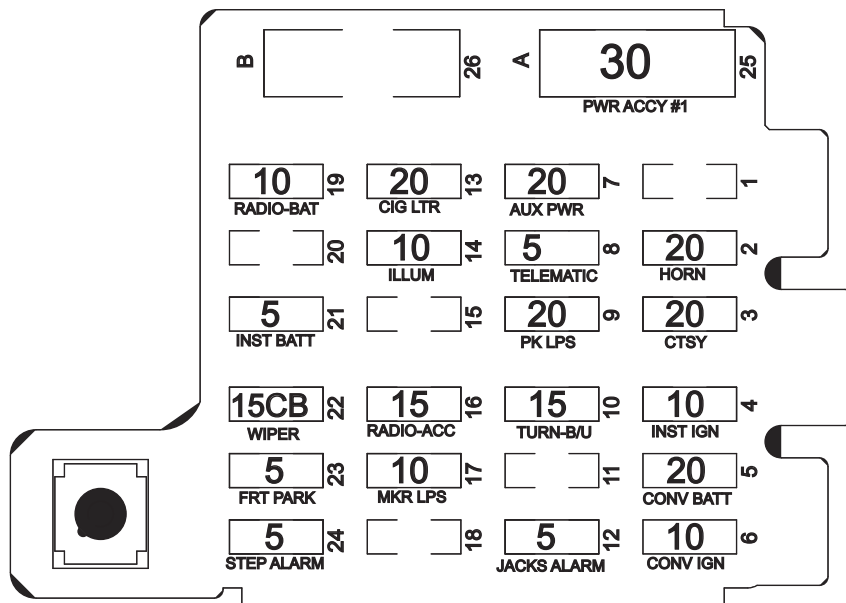 B 26 A 30 25
PWR ACCY #1
10 19 20 13 20 7 1
RADIO-BAT CIG LTR AUX PWR
20 10 14 5 8 20 2
ILLUM TELEMATIC HORN
5 21 15 20 9 20 3
INST BATT PK LPS CTSY
15CB 22 15 16 15 10 10 4
WIPER RADIO-ACC TURN-B/U INST IGN
5 23 10 17 11 20 5
FRT PARK MKR LPS CONV BATT
5 24 18 5 12 10 6
STEP ALARM JACKS ALARM CONV IGN